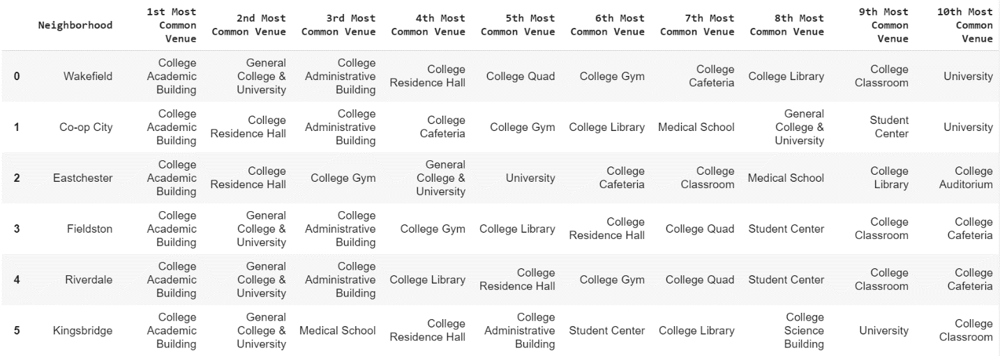 Neighborhood 1st Most Common Venue 2nd Most Common Venue 3rd Most Common Venue 4th Most Common Venue 5th Most Common Venue 6th Most Common Venue 7th Most Common Venue 8th Most Common Venue 9th Most Common Venue 10th Most Common Venue
0 Wakefield College Academic Building General College & University College Administrative Building College Residence Hall College Quad College Gym College Cafeteria College Library College Classroom University
1 Co-op City College Academic Building College Residence Hall College Administrative Building College Cafeteria College Gym College Library Medical School General College & University Student Center University
2 Eastchester College Academic Building College Residence Hall College Gym General College & University University College Cafeteria College Classroom Medical School College Library College Auditorium
3 Fieldston College Academic Building General College & University College Administrative Building College Gym College Library College Residence Hall College Quad Student Center College Classroom College Cafeteria
4 Riverdale College Academic Building General College & University College Administrative Building College Library College Residence Hall College Gym College Quad Student Center College Classroom College Cafeteria
5 Kingsbridge College Academic Building General College & University Medical School College Residence Hall College Administrative Building Student Center College Library College Science Building University College Classroom